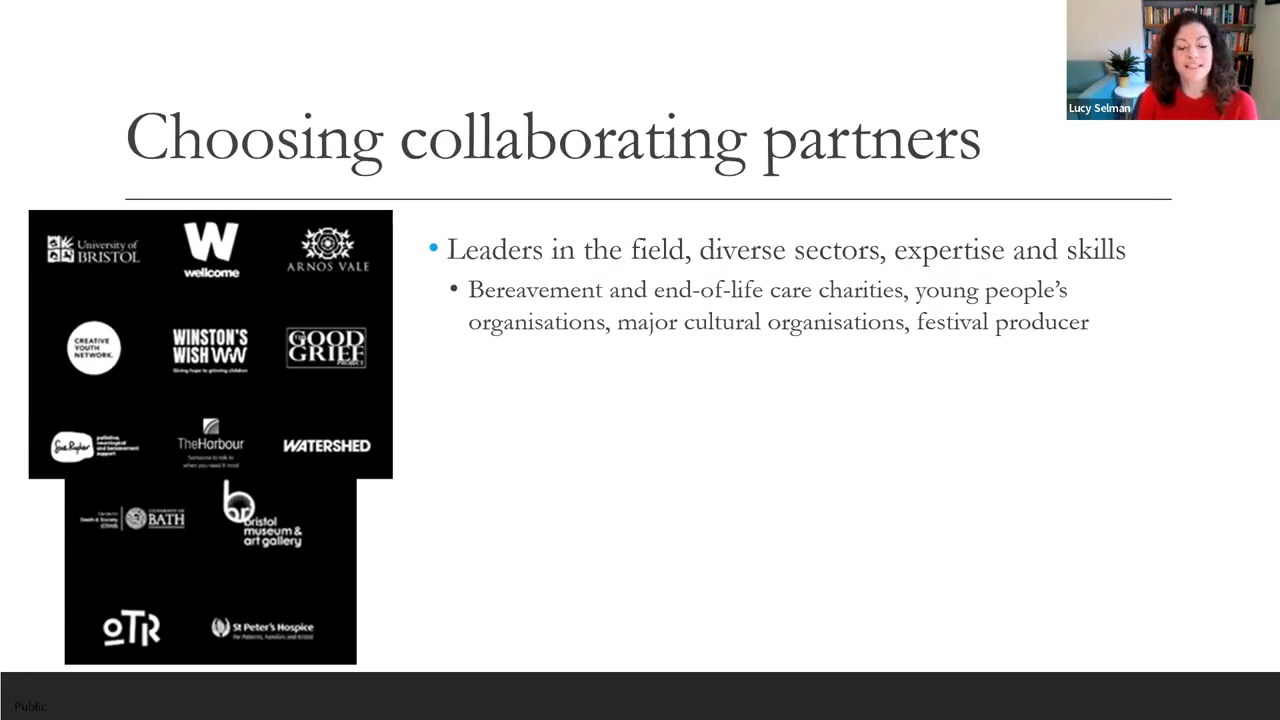 Lucy Selman
Choosing collaborating partners
University of
BRISTOL
W
wellcome
ARNOS VALE
CREATIVE
YOUTH
NETWORK.
WINSTON'S
WISH
Giving hope to grieving children
THE
GOOD
GRIEF
PROJECT
Sue Ryder
palliative,
neurological
and bereavement
support
TheHarbour
Someone to talk to
when you need it most
WATERSHED
Centre for
Death & Society
(CDAS)
UNIVERSITY OF
BATH
bristol
museum &
art gallery
OTR
St Peter's Hospice
For Patients, Families and Bristol
• Leaders in the field, diverse sectors, expertise and skills
• Bereavement and end-of-life care charities, young people’s
organisations, major cultural organisations, festival producer
Public